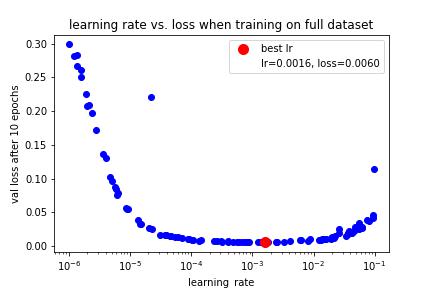 learning rate vs. loss when training on full dataset
best lr
lr=0.0016, loss=0.0060
val loss after 10 epochs
0.30
0.25
0.20
0.15
0.10
0.05
0.00
10⁻⁶ 10⁻⁵ 10⁻⁴ 10⁻³ 10⁻² 10⁻¹
learning rate